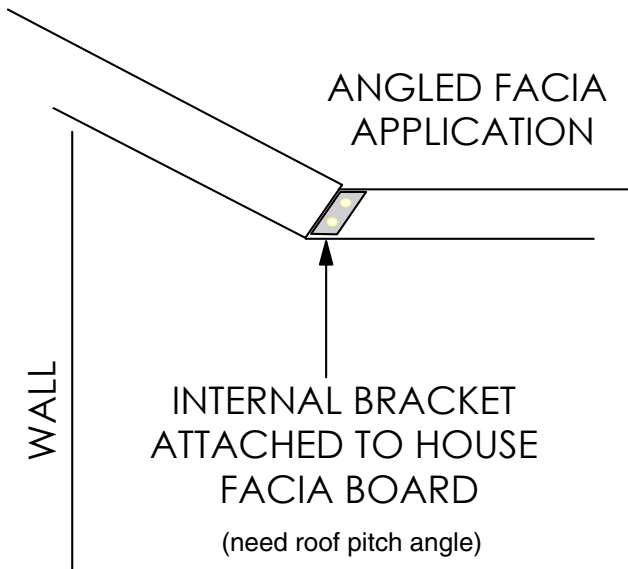 ANGLED FACIA
APPLICATION
WALL
INTERNAL BRACKET
ATTACHED TO HOUSE
FACIA BOARD
(need roof pitch angle)